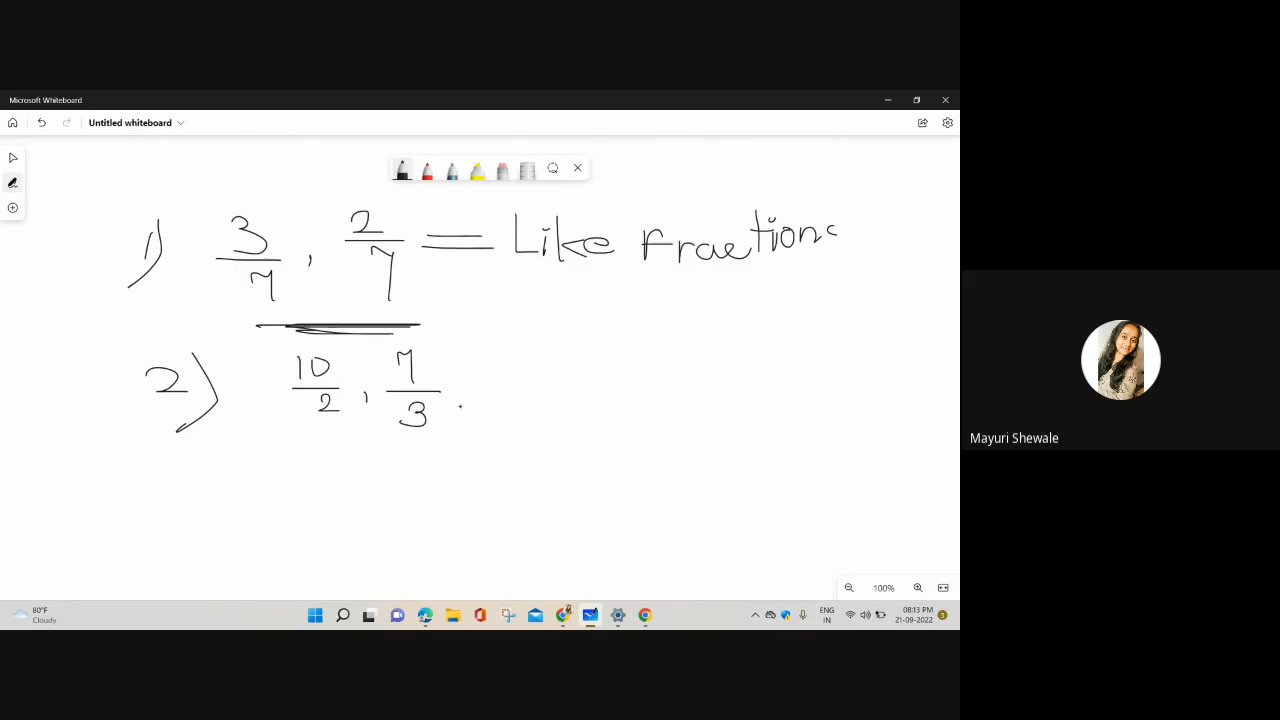 Microsoft Whiteboard
Untitled whiteboard
1) 3/7 , 2/7 = Like Fractions
2) 10/2 , 7/3 .
Mayuri Shewale
100%
80°F
Cloudy
ENG
IN
08:13 PM
21-09-2022
3